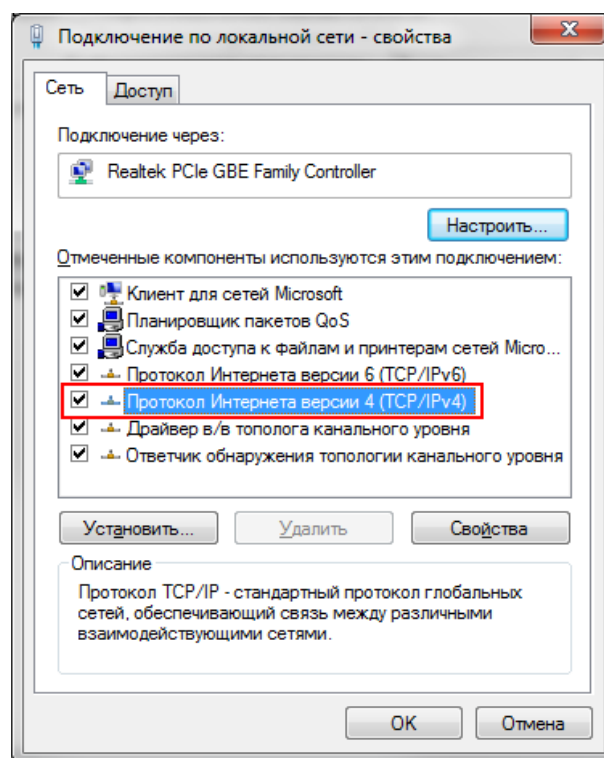 Подключение по локальной сети - свойства
X
Сеть
Доступ
Подключение через:
Realtek PCIe GBE Family Controller
Настроить...
Отмеченные компоненты используются этим подключением:
Клиент для сетей Microsoft
Планировщик пакетов QoS
Служба доступа к файлам и принтерам сетей Micro...
Протокол Интернета версии 6 (TCP/IPv6)
Протокол Интернета версии 4 (TCP/IPv4)
Драйвер в/в тополога канального уровня
Ответчик обнаружения топологии канального уровня
Установить...
Удалить
Свойства
Описание
Протокол TCP/IP - стандартный протокол глобальных
сетей, обеспечивающий связь между различными
взаимодействующими сетями.
OK
Отмена